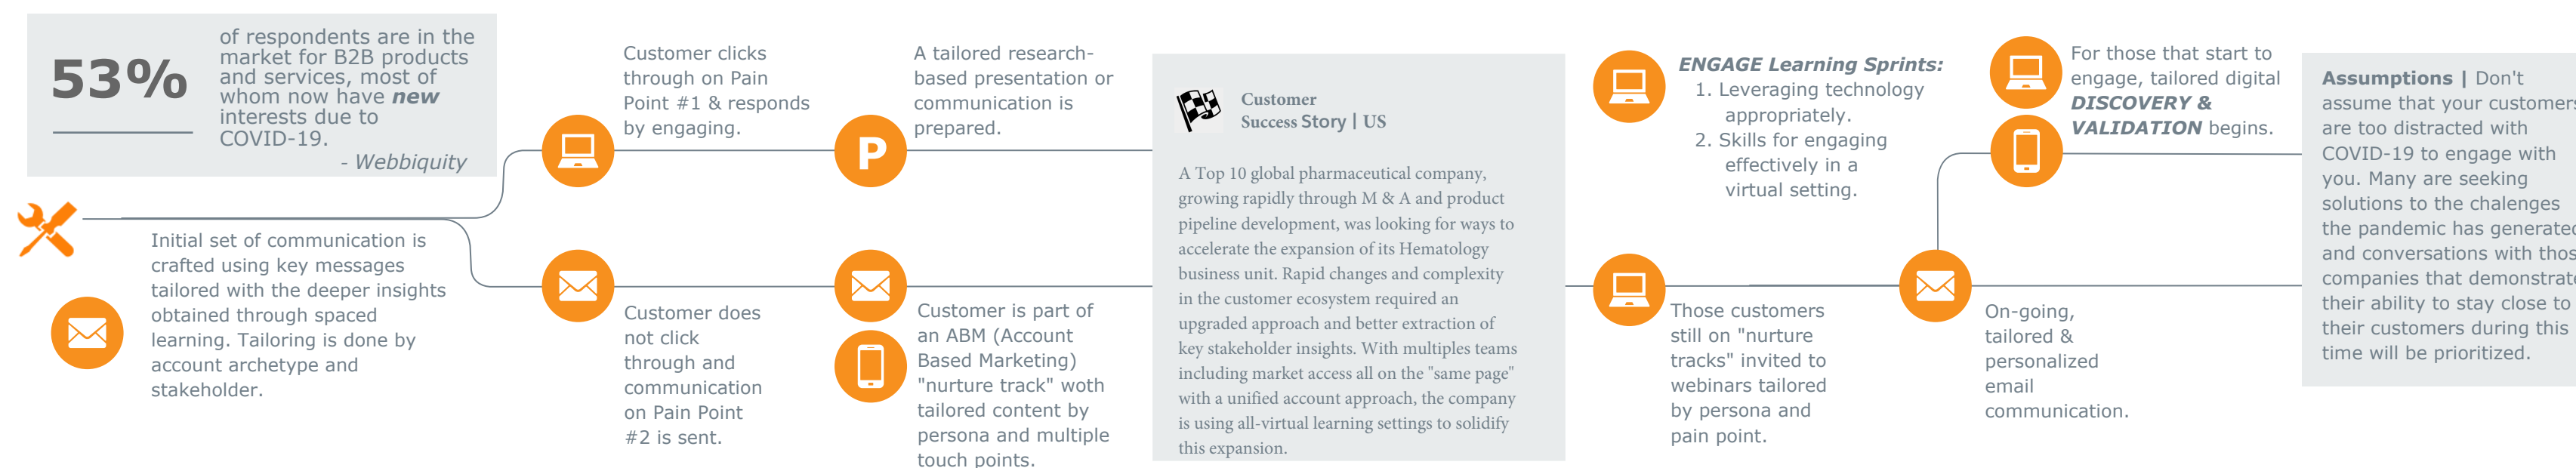 53%
of respondents are in the
market for B2B products
and services, most of
whom now have new
interests due to
COVID-19.
- Webbiquity
Initial set of communication is
crafted using key messages
tailored with the deeper insights
obtained through spaced
learning. Tailoring is done by
account archetype and
stakeholder.
Customer clicks
through on Pain
Point #1 & responds
by engaging.
Customer does
not click
through and
communication
on Pain Point
#2 is sent.
A tailored research-
based presentation or
communication is
prepared.
P
Customer is part of
an ABM (Account
Based Marketing)
"nurture track" woth
tailored content by
persona and multiple
touch points.
Customer
Success Story | US
A Top 10 global pharmaceutical company,
growing rapidly through M & A and product
pipeline development, was looking for ways to
accelerate the expansion of its Hematology
business unit. Rapid changes and complexity
in the customer ecosystem required an
upgraded approach and better extraction of
key stakeholder insights. With multiples teams
including market access all on the "same page"
with a unified account approach, the company
is using all-virtual learning settings to solidify
this expansion.
ENGAGE Learning Sprints:
1. Leveraging technology
appropriately.
2. Skills for engaging
effectively in a
virtual setting.
Those customers
still on "nurture
tracks" invited to
webinars tailored
by persona and
pain point.
For those that start to
engage, tailored digital
DISCOVERY &
VALIDATION begins.
On-going,
tailored &
personalized
email
communication.
Assumptions | Don't
assume that your customers
are too distracted with
COVID-19 to engage with
you. Many are seeking
solutions to the chalenges
the pandemic has generated
and conversations with thos
companies that demonstrate
their ability to stay close to
their customers during this
time will be prioritized.